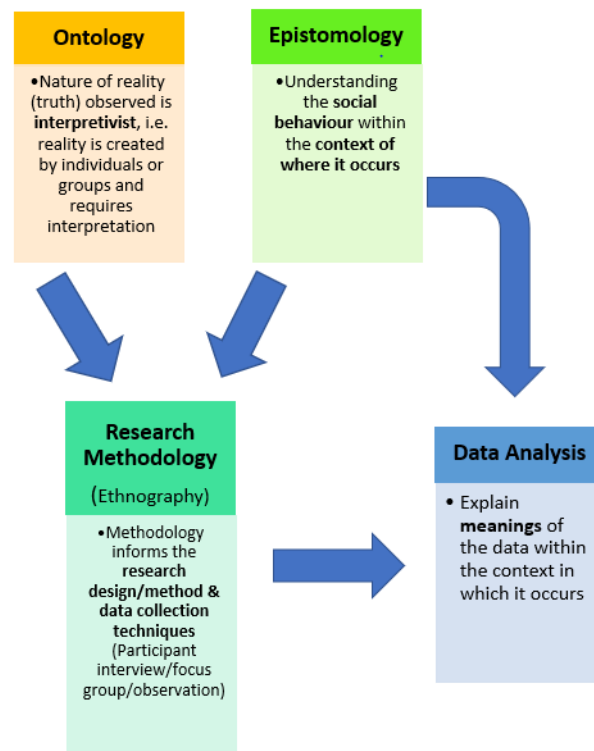 Ontology
•Nature of reality
(truth) observed is
interpretivist, i.e.
reality is created
by individuals or
groups and
requires
interpretation
Epistomology
•Understanding
the social
behaviour within
the context of
where it occurs
Research
Methodology
(Ethnography)
•Methodology
informs the
research
design/method &
data collection
techniques
(Participant
interview/focus
group/observation)
Data Analysis
• Explain
meanings of
the data within
the context in
which it occurs